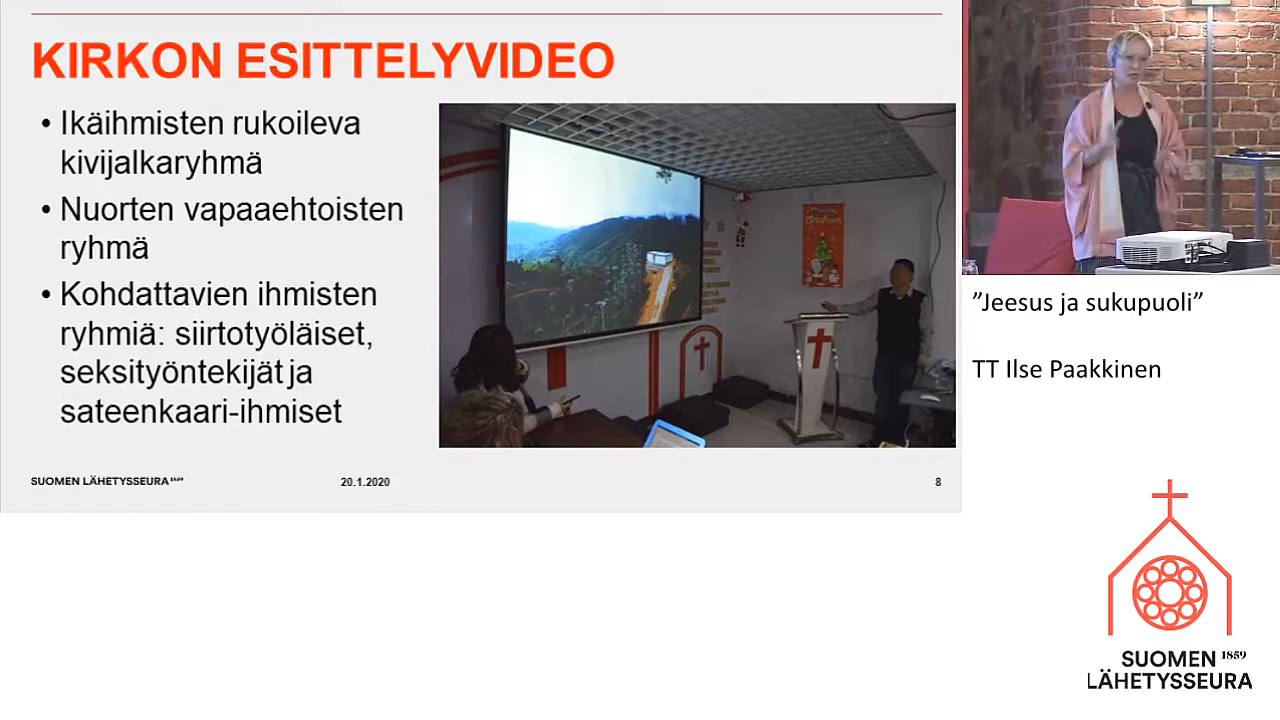 KIRKON ESITTELYVIDEO
• Ikäihmisten rukoileva
kivijalkaryhmä
• Nuorten vapaaehtoisten
ryhmä
• Kohdattavien ihmisten
ryhmiä: siirtotyöläiset,
seksityöntekijät ja
sateenkaari-ihmiset
SUOMEN LÄHETYSSEURA 1859
20.1.2020
8
”Jeesus ja sukupuoli”
TT Ilse Paakkinen
SUOMEN 1859
LÄHETYSSEURA